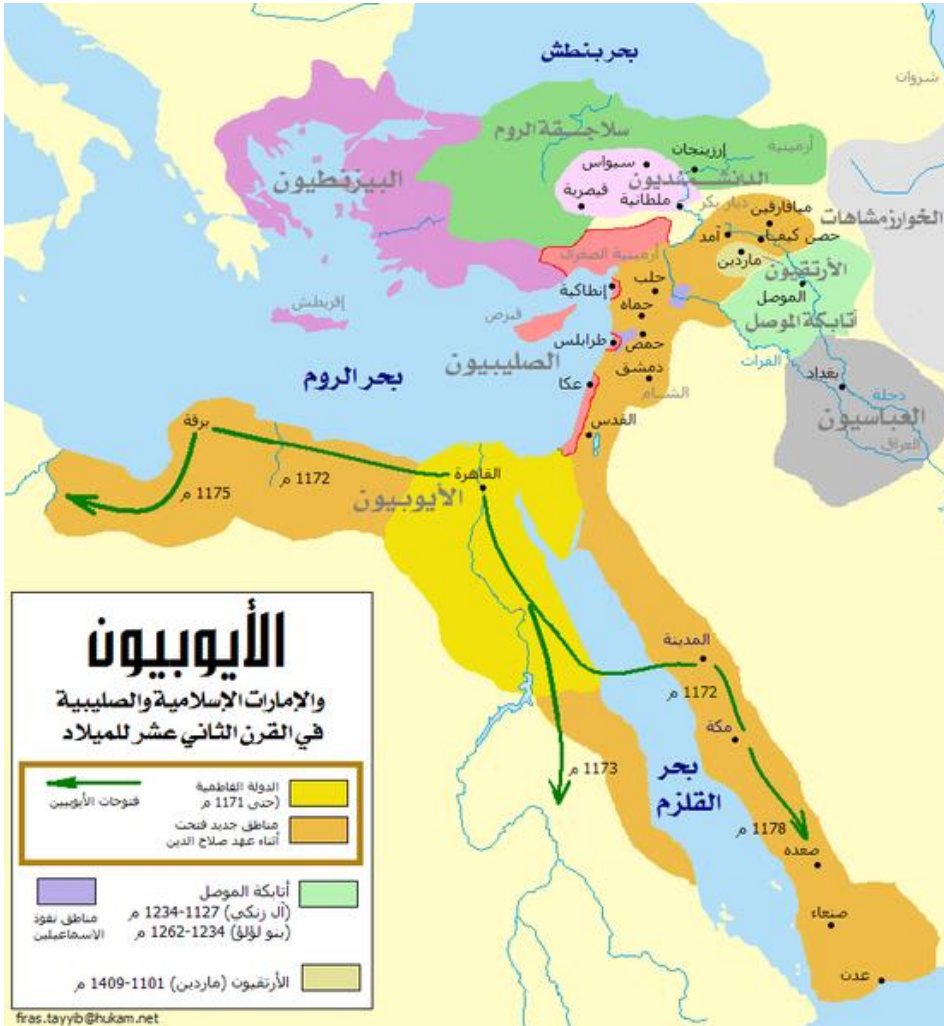 بحر بنطش
شروان
سلاجقة الروم
أرمينية
إرزينجان
سيواس
الدانشمنديون
البيزنطيون
قيصرية
ملطانية
ديار بكر
ميافارقين
الخوارزمشاهات
آمد
حصن كيفا
أرمينية الصغرى
ماردين
الأرتقيون
حلب
إنطاكية
الموصل
إقريطش
حماه
أتابكة الموصل
قبرص
طرابلس
حمص
الصليبيون
دمشق
الفرات
بغداد
بحر الروم
عكا
الشام
دجلة
العباسيون
برقة
القدس
العراق
القاهرة
1172 م
1175 م
الأيوبيون
المدينة
1172 م
مكة
1173 م
بحر
القلزم
1178 م
صعدة
صنعاء
عدن
الأيوبيون
والإمارات الإسلامية والصليبية
في القرن الثاني عشر للميلاد
الدولة الفاطمية
(حتى 1171 م
فتوحات الأيوبيين
مناطق جديد فتحت
أثناء عهد صلاح الدين
أتابكة الموصل
(آل زنكي) 1127-1234 م
(بنو لؤلؤ) 1234-1262 م
مناطق نفوذ
الاسماعيلين
الأرتقيون (ماردين) 1101-1409 م
firas.tayyib@hukam.net